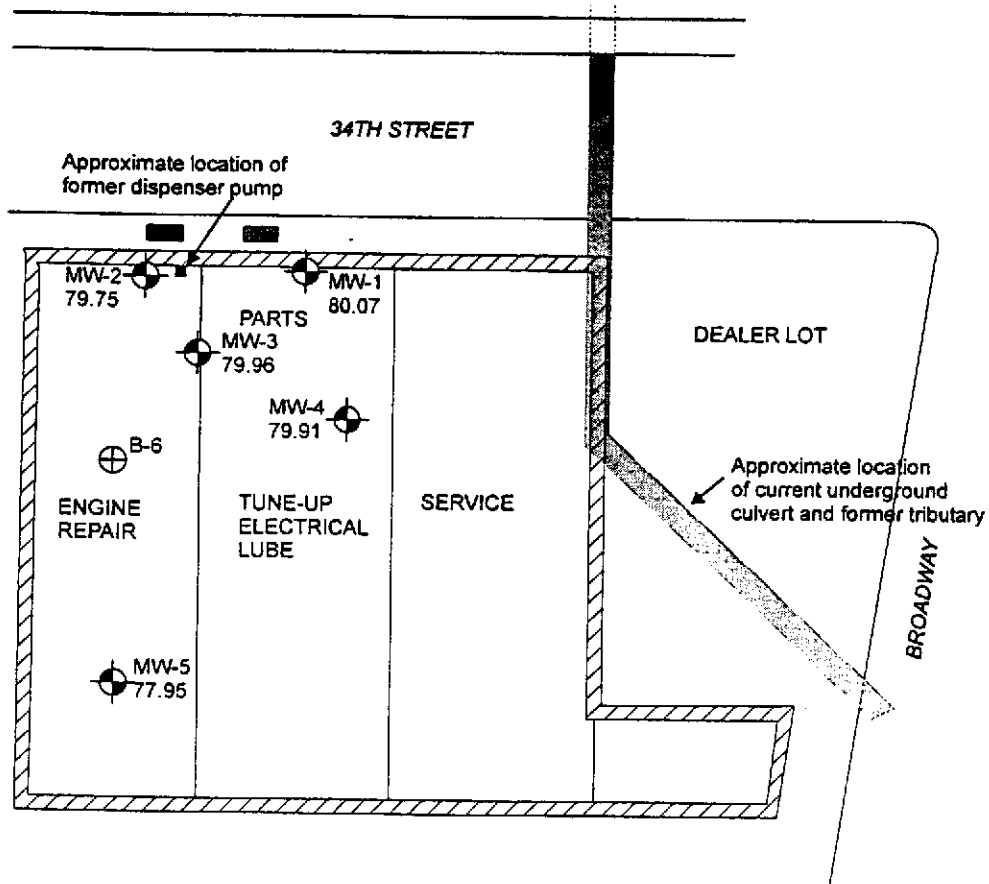 34TH STREET
Approximate location of
former dispenser pump
MW-2
79.75
MW-1
80.07
PARTS
MW-3
79.96
DEALER LOT
MW-4
79.91
B-6
ENGINE
REPAIR
TUNE-UP
ELECTRICAL
LUBE
SERVICE
Approximate location
of current underground
culvert and former tributary
BROADWAY
MW-5
77.95